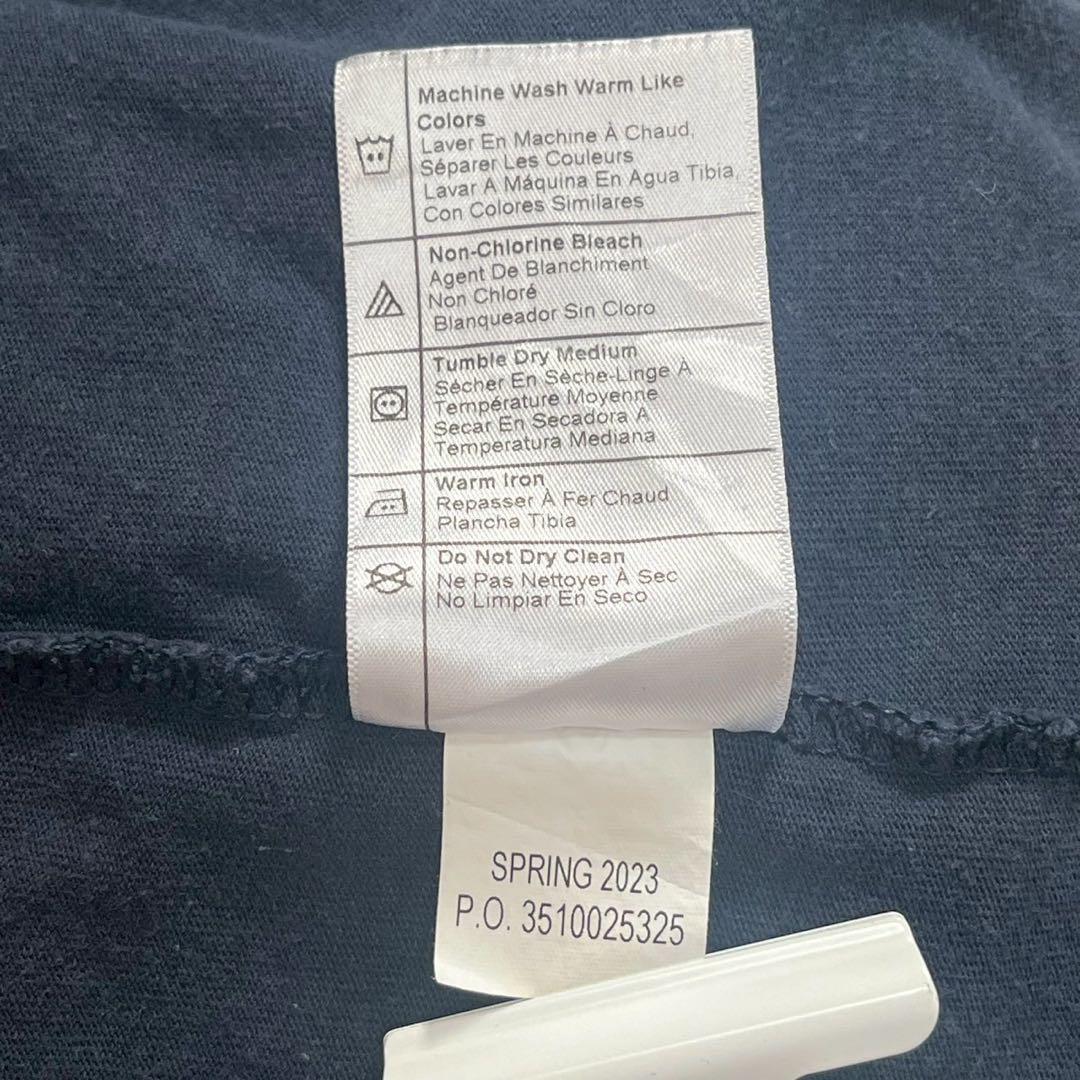 Machine Wash Warm Like
Colors
Laver En Machine À Chaud,
Séparer Les Couleurs
Lavar A Máquina En Agua Tibia,
Con Colores Similares
Non-Chlorine Bleach
Agent De Blanchiment
Non Chloré
Blanqueador Sin Cloro
Tumble Dry Medium
Sécher En Sèche-Linge À
Température Moyenne
Secar En Secadora A
Temperatura Mediana
Warm Iron
Repasser À Fer Chaud
Plancha Tibia
Do Not Dry Clean
Ne Pas Nettoyer À Sec
No Limpiar En Seco
SPRING 2023
P.O. 3510025325